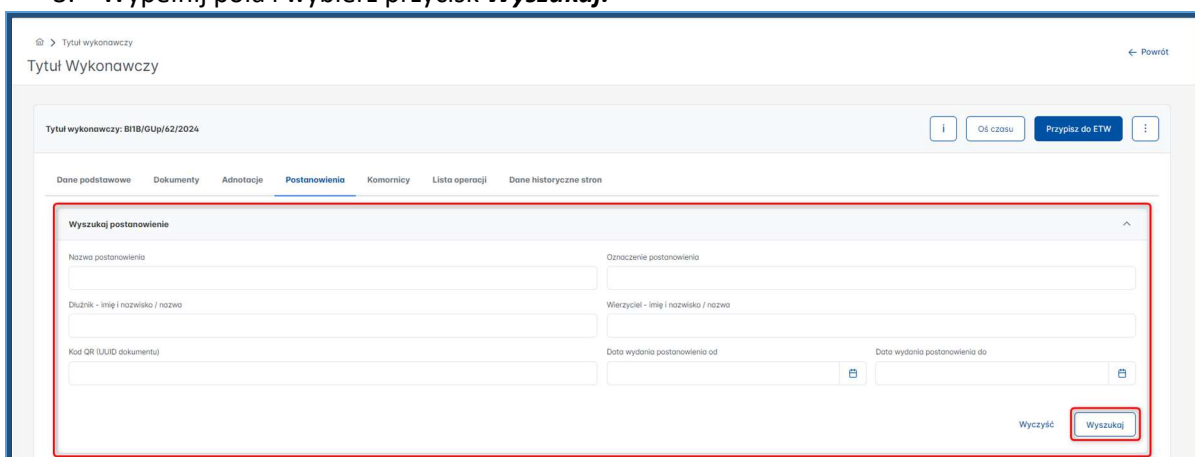 Wypełnij pola i wybierz przycisk Wyszukaj.
Tytuł wykonawczy
← Powrót
Tytuł Wykonawczy
Tytuł wykonawczy: BI1B/GUp/62/2024
i Oś czasu Przypisz do ETW
Dane podstawowe Dokumenty Adnotacje Postanowienia Komornicy Lista operacji Dane historyczne stron
Wyszukaj postanowienie
Nazwa postanowienia Oznaczenie postanowienia
Dłużnik - imię i nazwisko / nazwa Wierzyciel - imię i nazwisko / nazwa
Kod QR (UUID dokumentu) Data wydania postanowienia od Data wydania postanowienia do
Wyczyść Wyszukaj